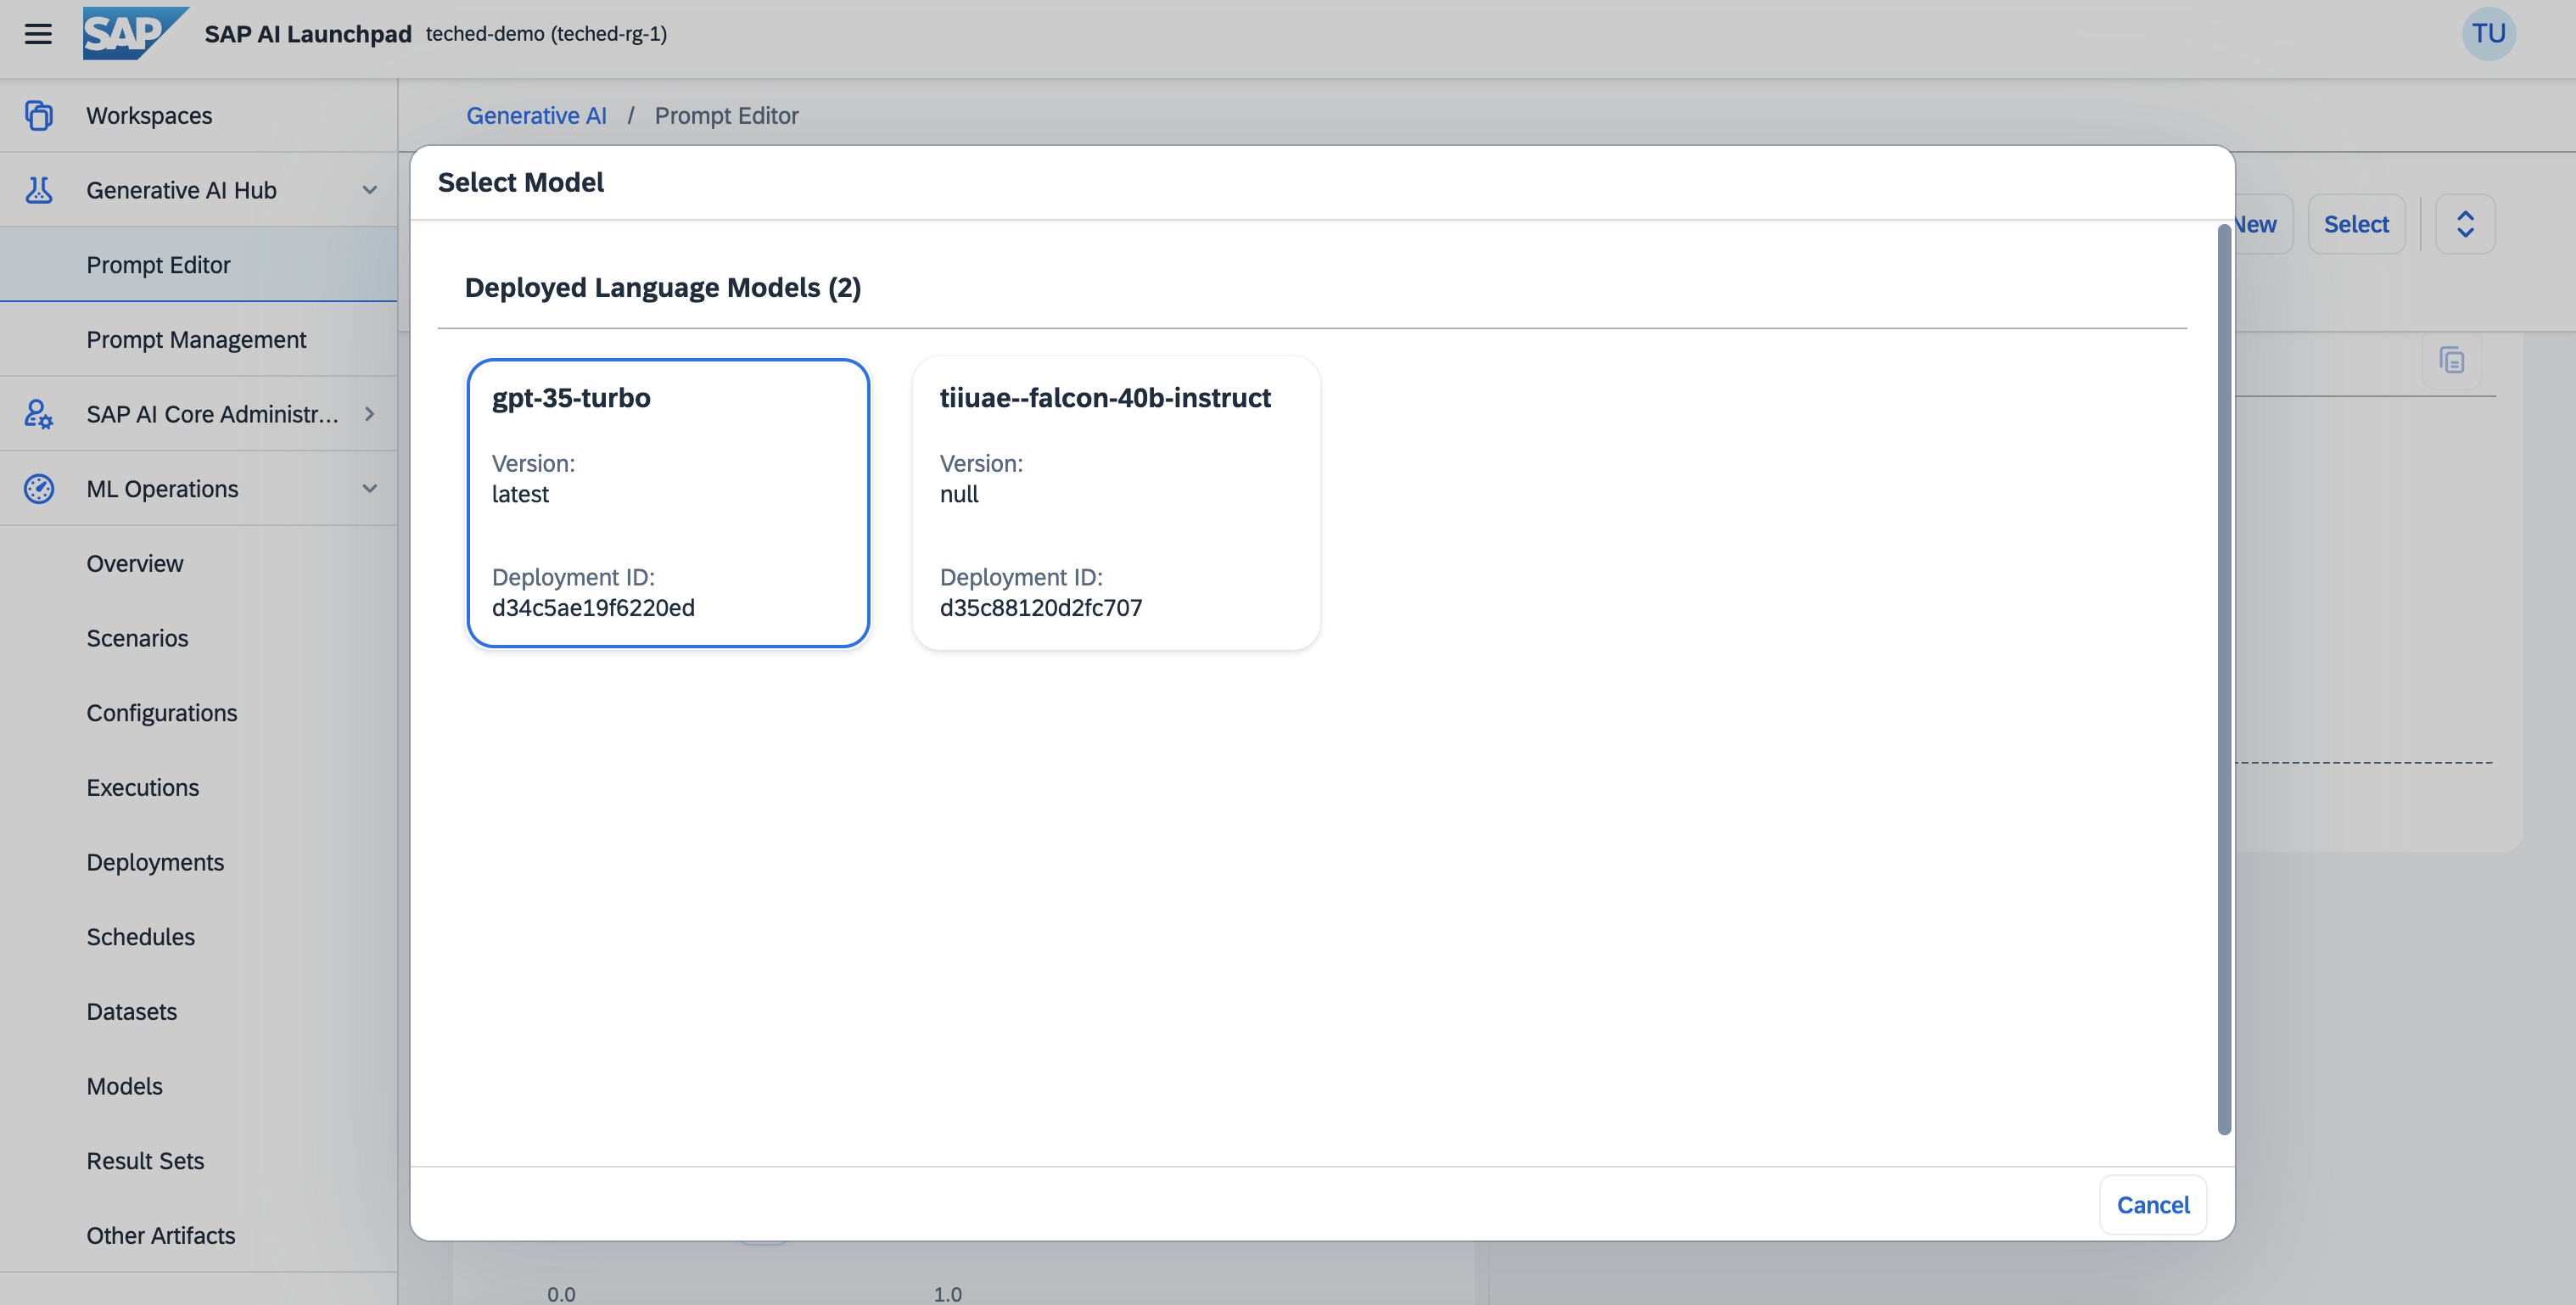 SAP
SAP AI Launchpad
teched-demo (teched-rg-1)
TU
Workspaces
Generative AI Hub
Prompt Editor
Prompt Management
SAP AI Core Administr...
ML Operations
Overview
Scenarios
Configurations
Executions
Deployments
Schedules
Datasets
Models
Result Sets
Other Artifacts
Generative AI / Prompt Editor
New
Select
Select Model
Deployed Language Models (2)
gpt-35-turbo
Version:
latest
Deployment ID:
d34c5ae19f6220ed
tiiuae--falcon-40b-instruct
Version:
null
Deployment ID:
d35c88120d2fc707
Cancel
0.0
1.0